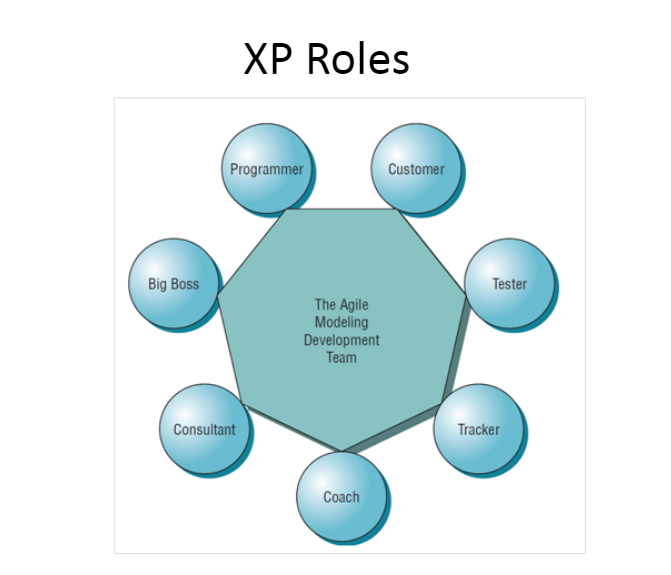 XP Roles
Programmer
Customer
Big Boss
Tester
The Agile
Modeling
Development
Team
Consultant
Tracker
Coach